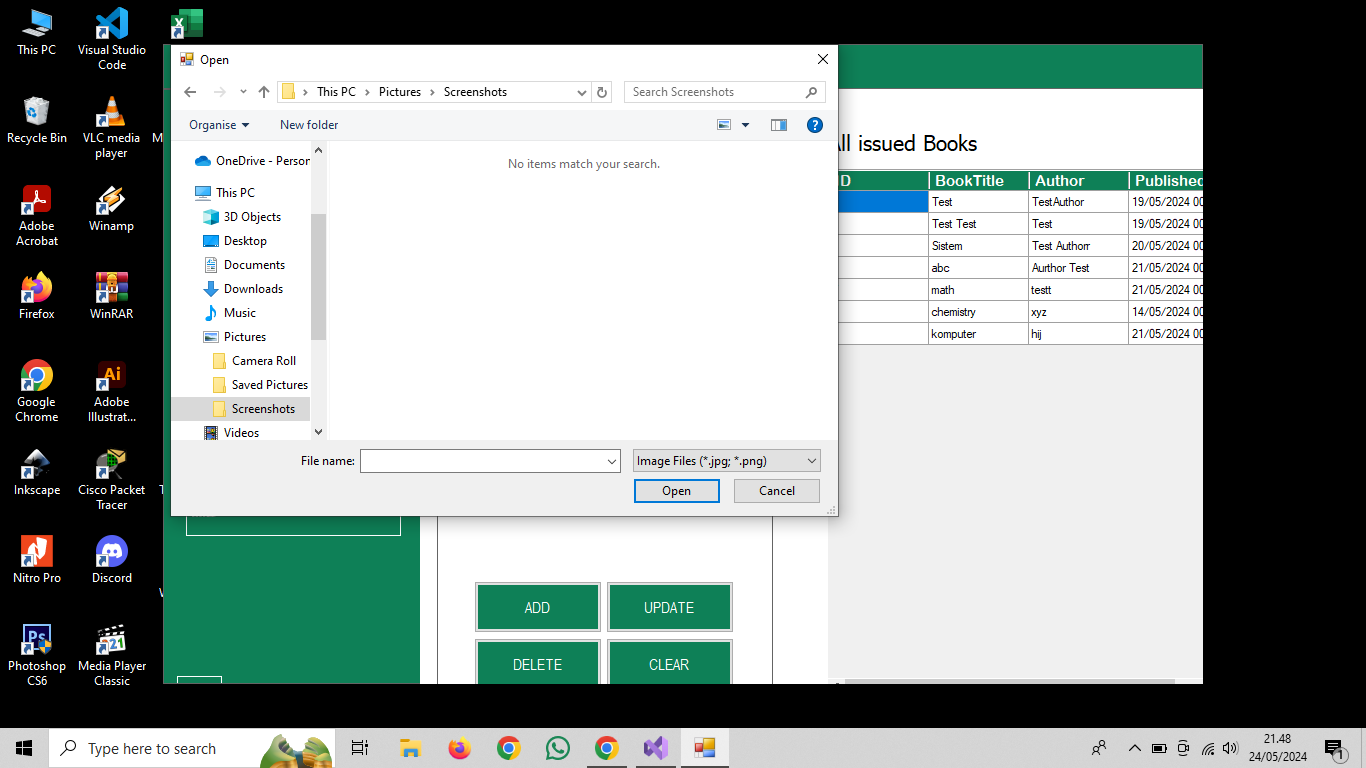 This PC
Visual Studio
Code
Recycle Bin
VLC media
player
Adobe
Acrobat
Winamp
Firefox
WinRAR
Google
Chrome
Adobe
Illustrat...
Inkscape
Cisco Packet
Tracer
Nitro Pro
Discord
Photoshop
CS6
Media Player
Classic
Open
This PC
Pictures
Screenshots
Search Screenshots
Organise
New folder
OneDrive - Person
This PC
3D Objects
Desktop
Documents
Downloads
Music
Pictures
Camera Roll
Saved Pictures
Screenshots
Videos
No items match your search.
File name:
Image Files (*.jpg; *.png)
Open
Cancel
All issued Books
ID BookTitle Author Published
Test TestAuthor 19/05/2024 00
Test Test Test 19/05/2024 00
Sistem Test Authorr 20/05/2024 00
abc Aurthor Test 21/05/2024 00
math testt 21/05/2024 00
chemistry xyz 14/05/2024 00
komputer hij 21/05/2024 00
ADD
UPDATE
DELETE
CLEAR
Type here to search
21.48
24/05/2024
1